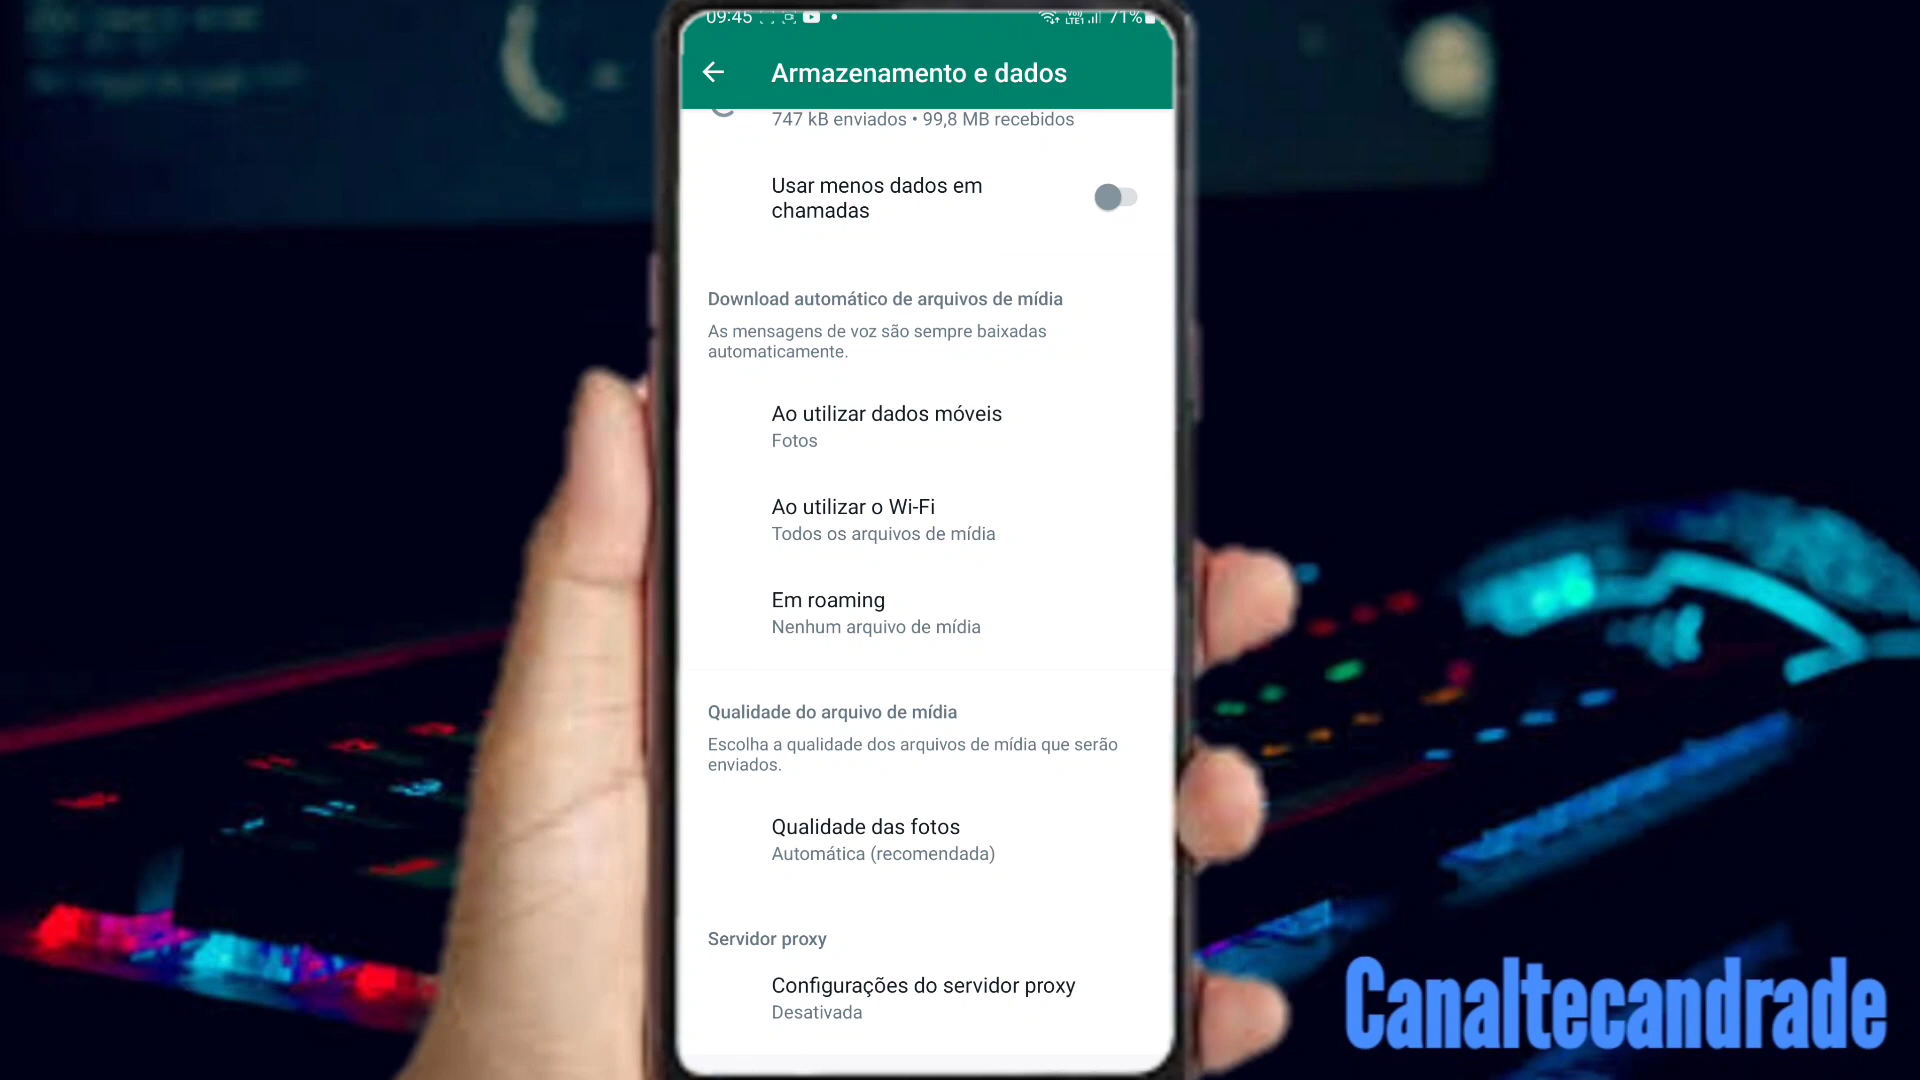 09:45 71%
Armazenamento e dados
747 kB enviados • 99,8 MB recebidos
Usar menos dados em
chamadas
Download automático de arquivos de mídia
As mensagens de voz são sempre baixadas
automaticamente.
Ao utilizar dados móveis
Fotos
Ao utilizar o Wi-Fi
Todos os arquivos de mídia
Em roaming
Nenhum arquivo de mídia
Qualidade do arquivo de mídia
Escolha a qualidade dos arquivos de mídia que serão
enviados.
Qualidade das fotos
Automática (recomendada)
Servidor proxy
Configurações do servidor proxy
Desativada
Canaltecandrade